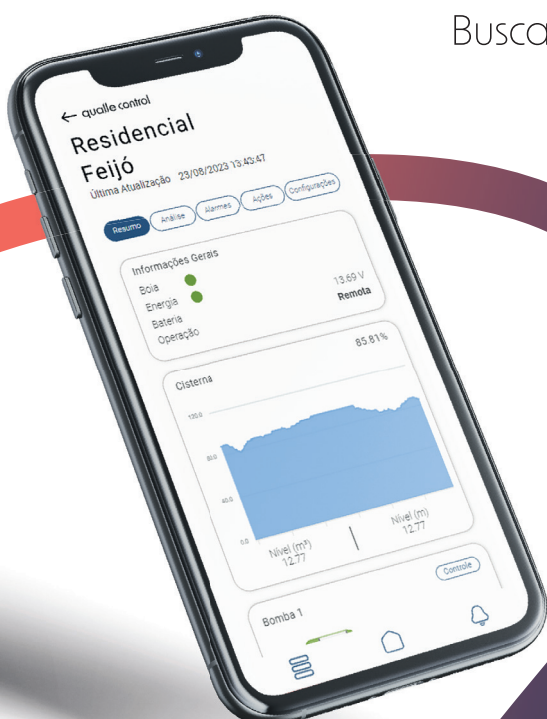 Busca
← qualle control
Residencial
Feijó
Última Atualização 23/08/2023 13:43:47
Resumo Análise Alarmes Ações Configurações
Informações Gerais
Boia
Energia
Bateria 13.69 V
Operação Remota
Cisterna 85.81%
120.0
80.0
40.0
0.0
Nível (m³) Nível (m)
12.77 12.77
Bomba 1 Controle